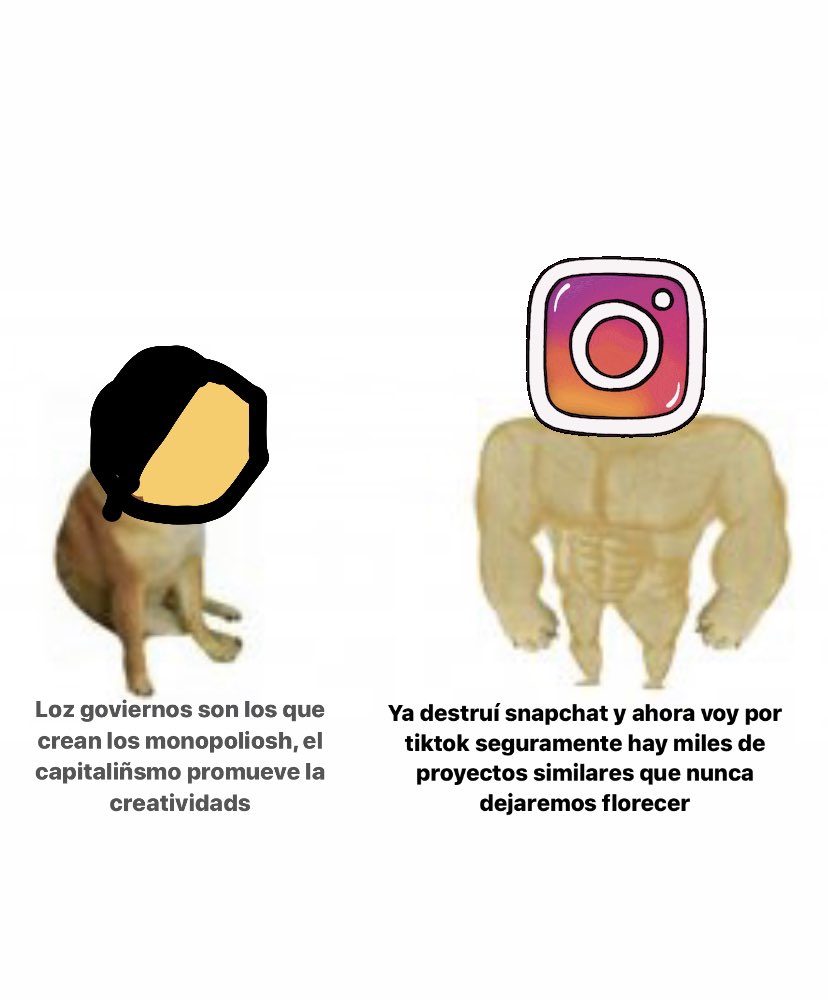 Loz goviernos son los que
crean los monopoliosh, el
capitaliñsmo promueve la
creatividads
Ya destruí snapchat y ahora voy por
tiktok seguramente hay miles de
proyectos similares que nunca
dejaremos florecer